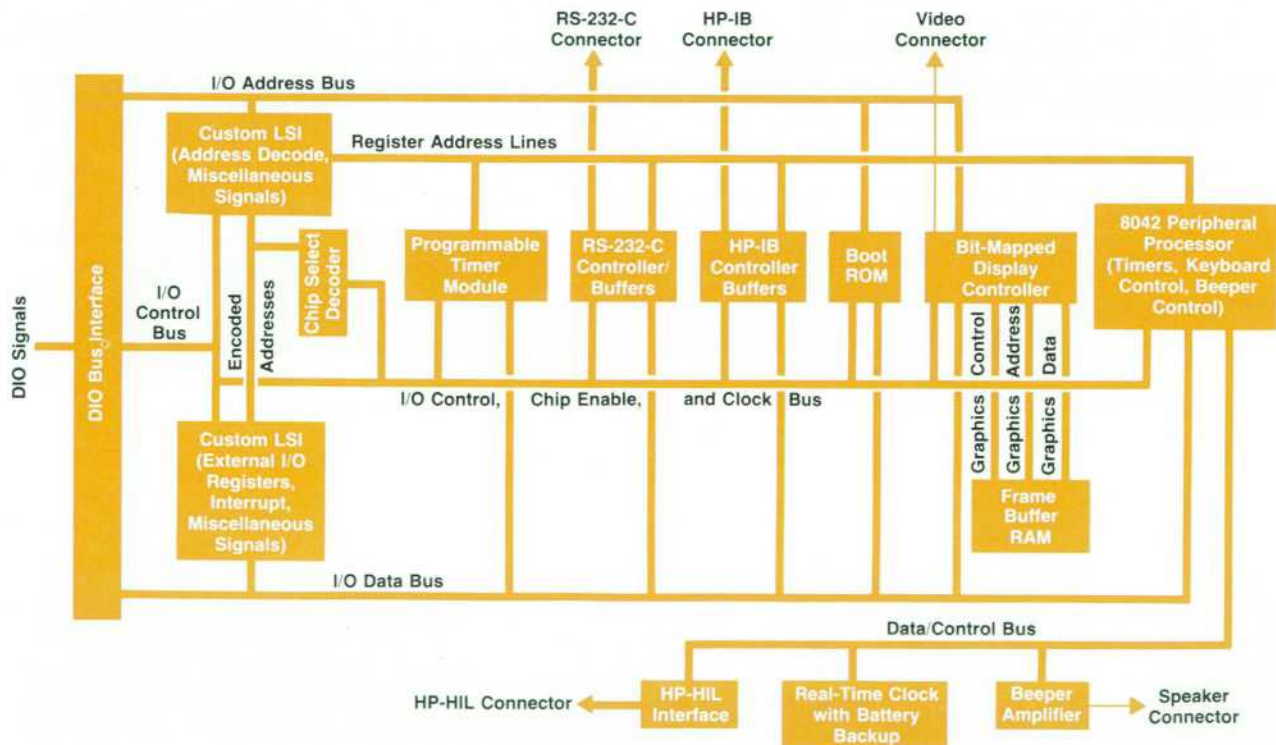 RS-232-C
Connector
HP-IB
Connector
Video
Connector
I/O Address Bus
Custom LSI
(Address Decode,
Miscellaneous
Signals)
Register Address Lines
DIO Signals
DIO Bus Interface
I/O
Control
Bus
Encoded
Addresses
Chip Select
Decoder
Programmable
Timer
Module
RS-232-C
Controller/
Buffers
HP-IB
Controller
Buffers
Boot
ROM
Bit-Mapped
Display
Controller
8042 Peripheral
Processor
(Timers, Keyboard
Control, Beeper
Control)
Graphics Control
Graphics Address
Graphics Data
I/O Control, Chip Enable, and Clock Bus
Custom LSI
(External I/O
Registers,
Interrupt,
Miscellaneous
Signals)
Frame
Buffer
RAM
I/O Data Bus
Data/Control Bus
HP-HIL Connector
HP-HIL
Interface
Real-Time Clock
with Battery
Backup
Beeper
Amplifier
Speaker
Connector